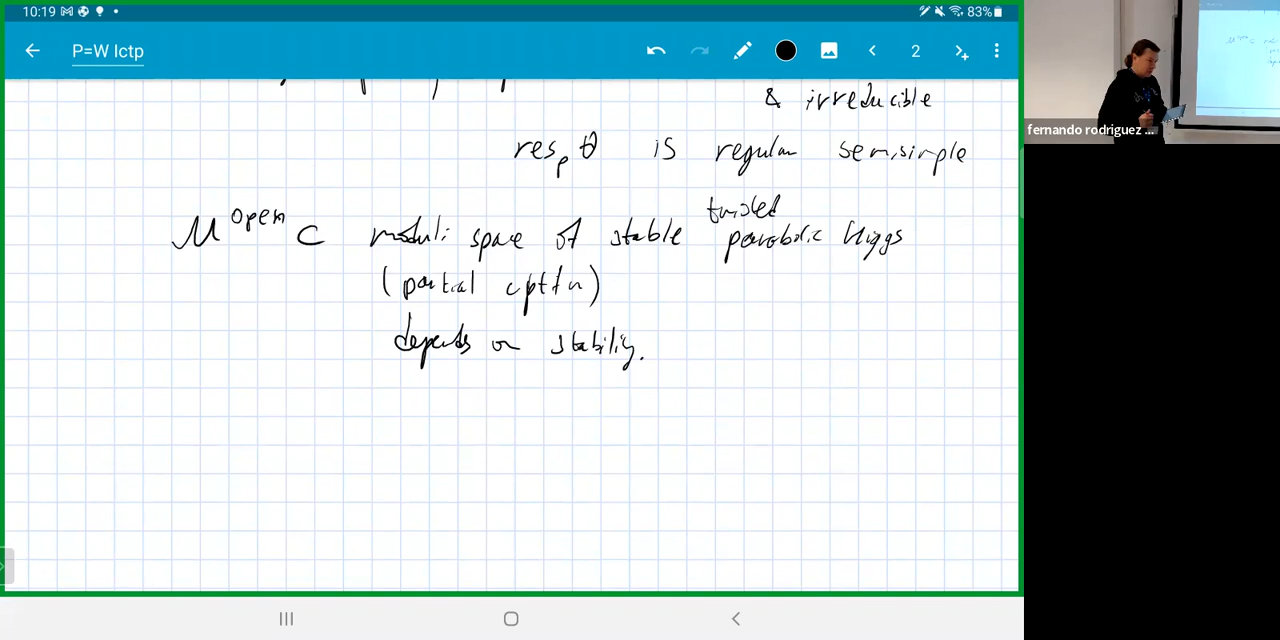 10:19 83%
P=W Ictp 2
& irreducible
res_p θ is regular semisimple
twisted
M^open ⊂ moduli space of stable parabolic Higgs
(partial cptfn)
depends on stability.
fernando rodriguez ...